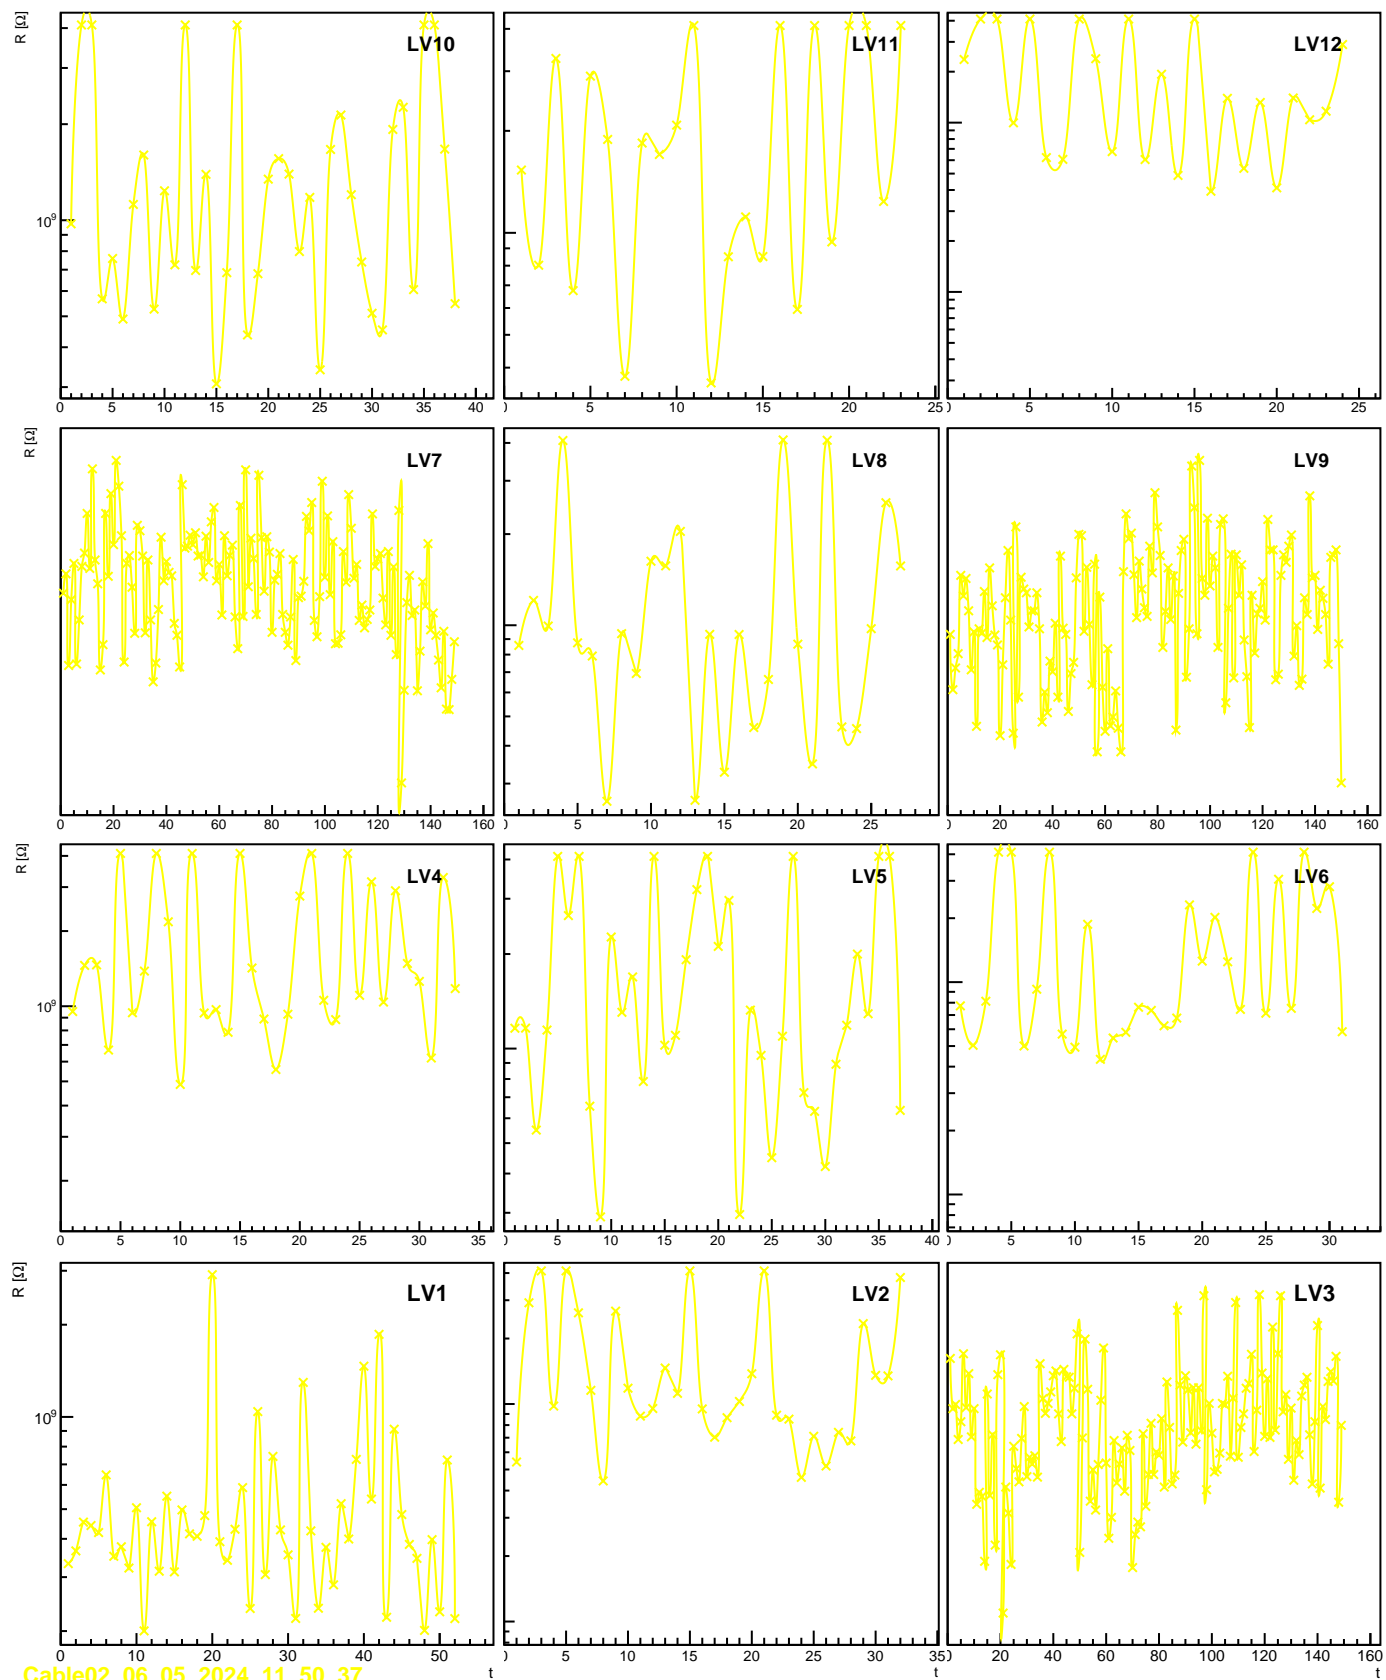 R [Ω]
LV10
LV11
LV12
10⁹
0 5 10 15 20 25 30 35 40
5 10 15 20 25
0 5 10 15 20 25
R [Ω]
LV7
LV8
LV9
0 20 40 60 80 100 120 140 160
5 10 15 20 25
0 20 40 60 80 100 120 140 160
R [Ω]
LV4
LV5
LV6
10⁹
0 5 10 15 20 25 30 35
5 10 15 20 25 30 35 40
0 5 10 15 20 25 30
R [Ω]
LV1
LV2
LV3
10⁹
0 10 20 30 40 50
5 10 15 20 25 30 35
0 20 40 60 80 100 120 140 160
t
t
t
Cable02_06_05_2024_11_50_37